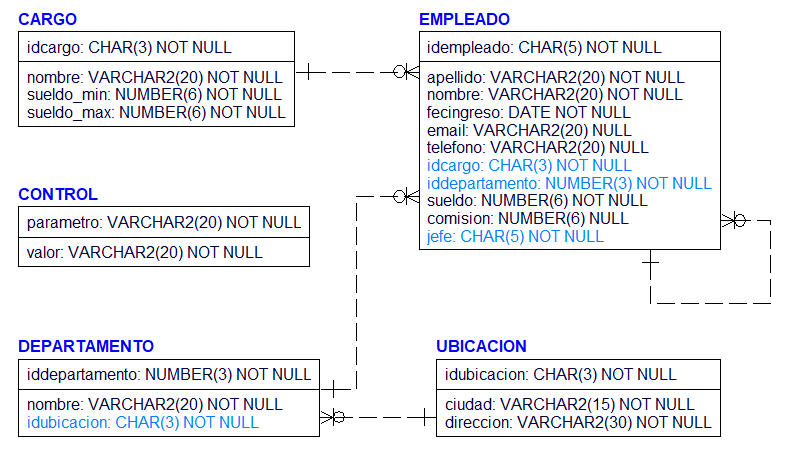 CARGO
idcargo: CHAR(3) NOT NULL
nombre: VARCHAR2(20) NOT NULL
sueldo_min: NUMBER(6) NOT NULL
sueldo_max: NUMBER(6) NOT NULL
EMPLEADO
idempleado: CHAR(5) NOT NULL
apellido: VARCHAR2(20) NOT NULL
nombre: VARCHAR2(20) NOT NULL
fecingreso: DATE NOT NULL
email: VARCHAR2(20) NULL
telefono: VARCHAR2(20) NULL
idcargo: CHAR(3) NOT NULL
iddepartamento: NUMBER(3) NOT NULL
sueldo: NUMBER(6) NOT NULL
comision: NUMBER(6) NULL
jefe: CHAR(5) NOT NULL
CONTROL
parametro: VARCHAR2(20) NOT NULL
valor: VARCHAR2(20) NOT NULL
DEPARTAMENTO
iddepartamento: NUMBER(3) NOT NULL
nombre: VARCHAR2(20) NOT NULL
idubicacion: CHAR(3) NOT NULL
UBICACION
idubicacion: CHAR(3) NOT NULL
ciudad: VARCHAR2(15) NOT NULL
direccion: VARCHAR2(30) NOT NULL